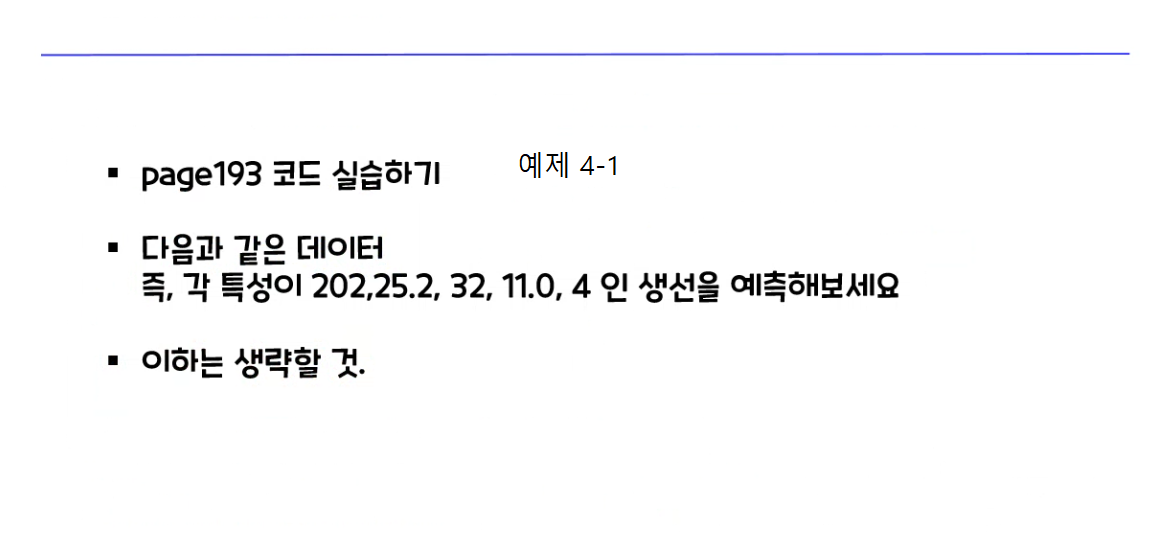 ▪ page193 코드 실습하기 예제 4-1
▪ 다음과 같은 데이터
즉, 각 특성이 202,25.2, 32, 11.0, 4 인 생선을 예측해보세요
▪ 이하는 생략할 것.